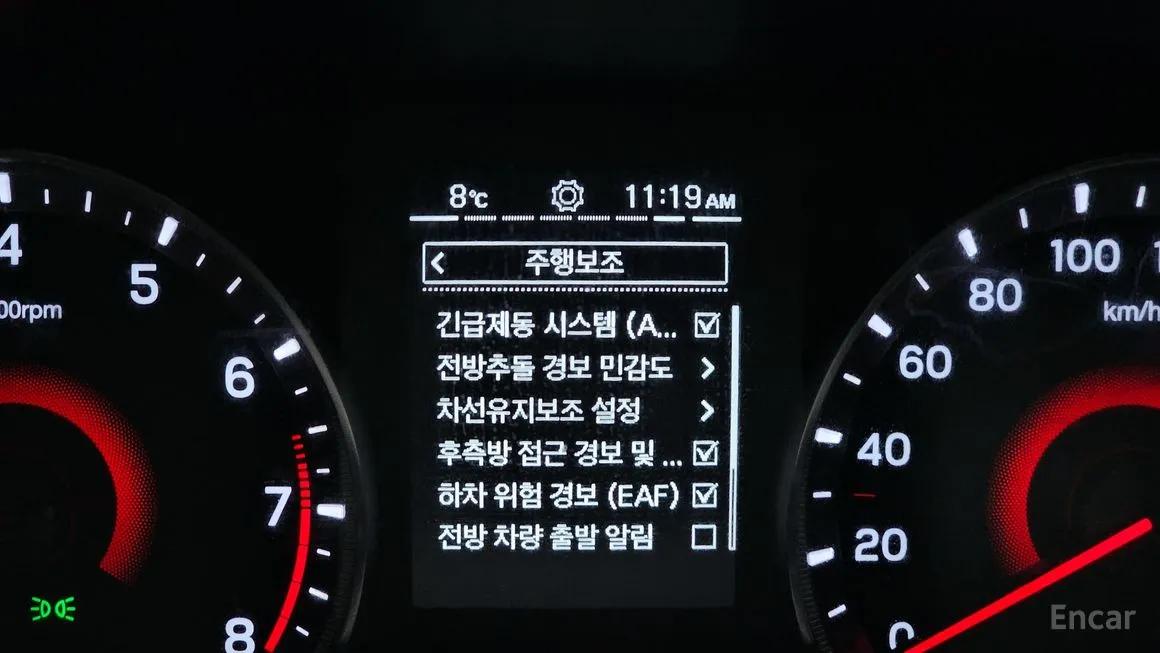 8°C 11:19AM
주행보조
긴급제동 시스템 (A...
전방추돌 경보 민감도
차선유지보조 설정
후측방 접근 경보 및 ...
하차 위험 경보 (EAF)
전방 차량 출발 알림
4
5
6
7
8
00rpm
100
80
60
40
20
0
km/h
Encar